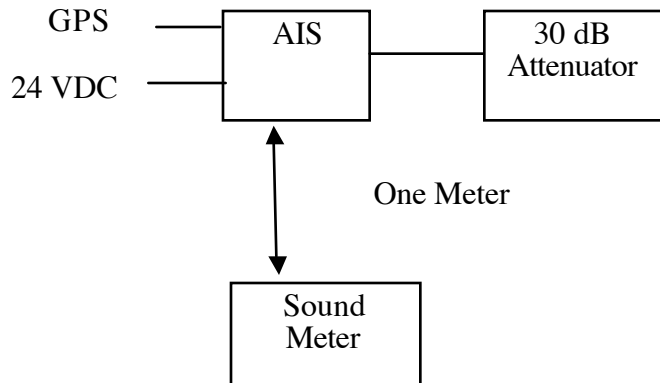 GPS
AIS
30 dB
Attenuator
24 VDC
One Meter
Sound
Meter